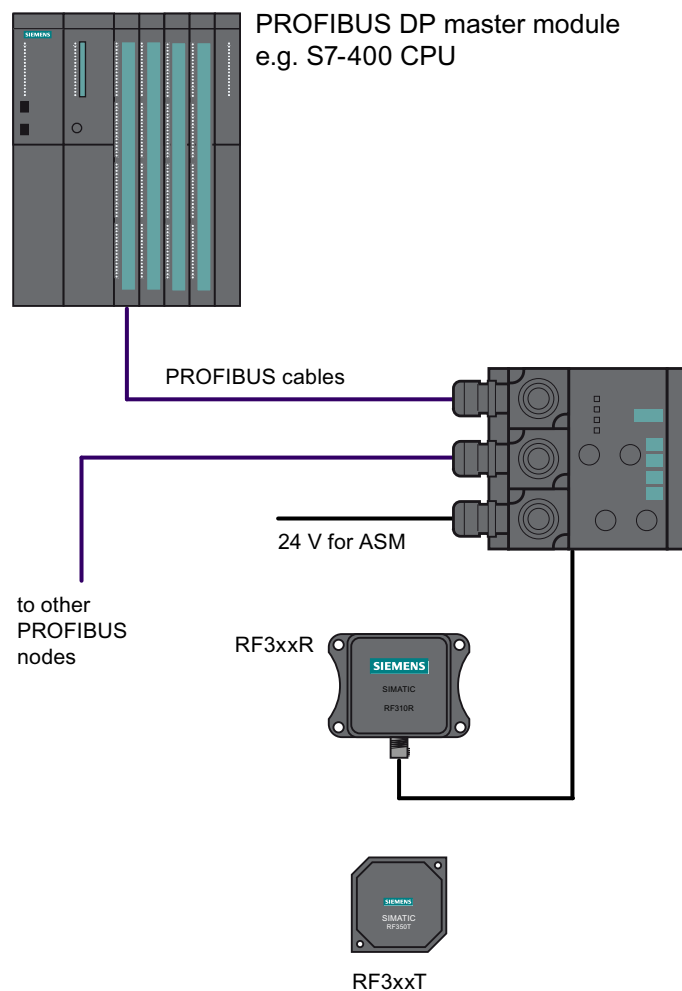 PROFIBUS DP master module
e.g. S7-400 CPU
SIEMENS
PROFIBUS cables
24 V for ASM
to other
PROFIBUS
nodes
RF3xxR
SIEMENS
SIMATIC
RF310R
SIEMENS
SIMATIC
RF350T
RF3xxT